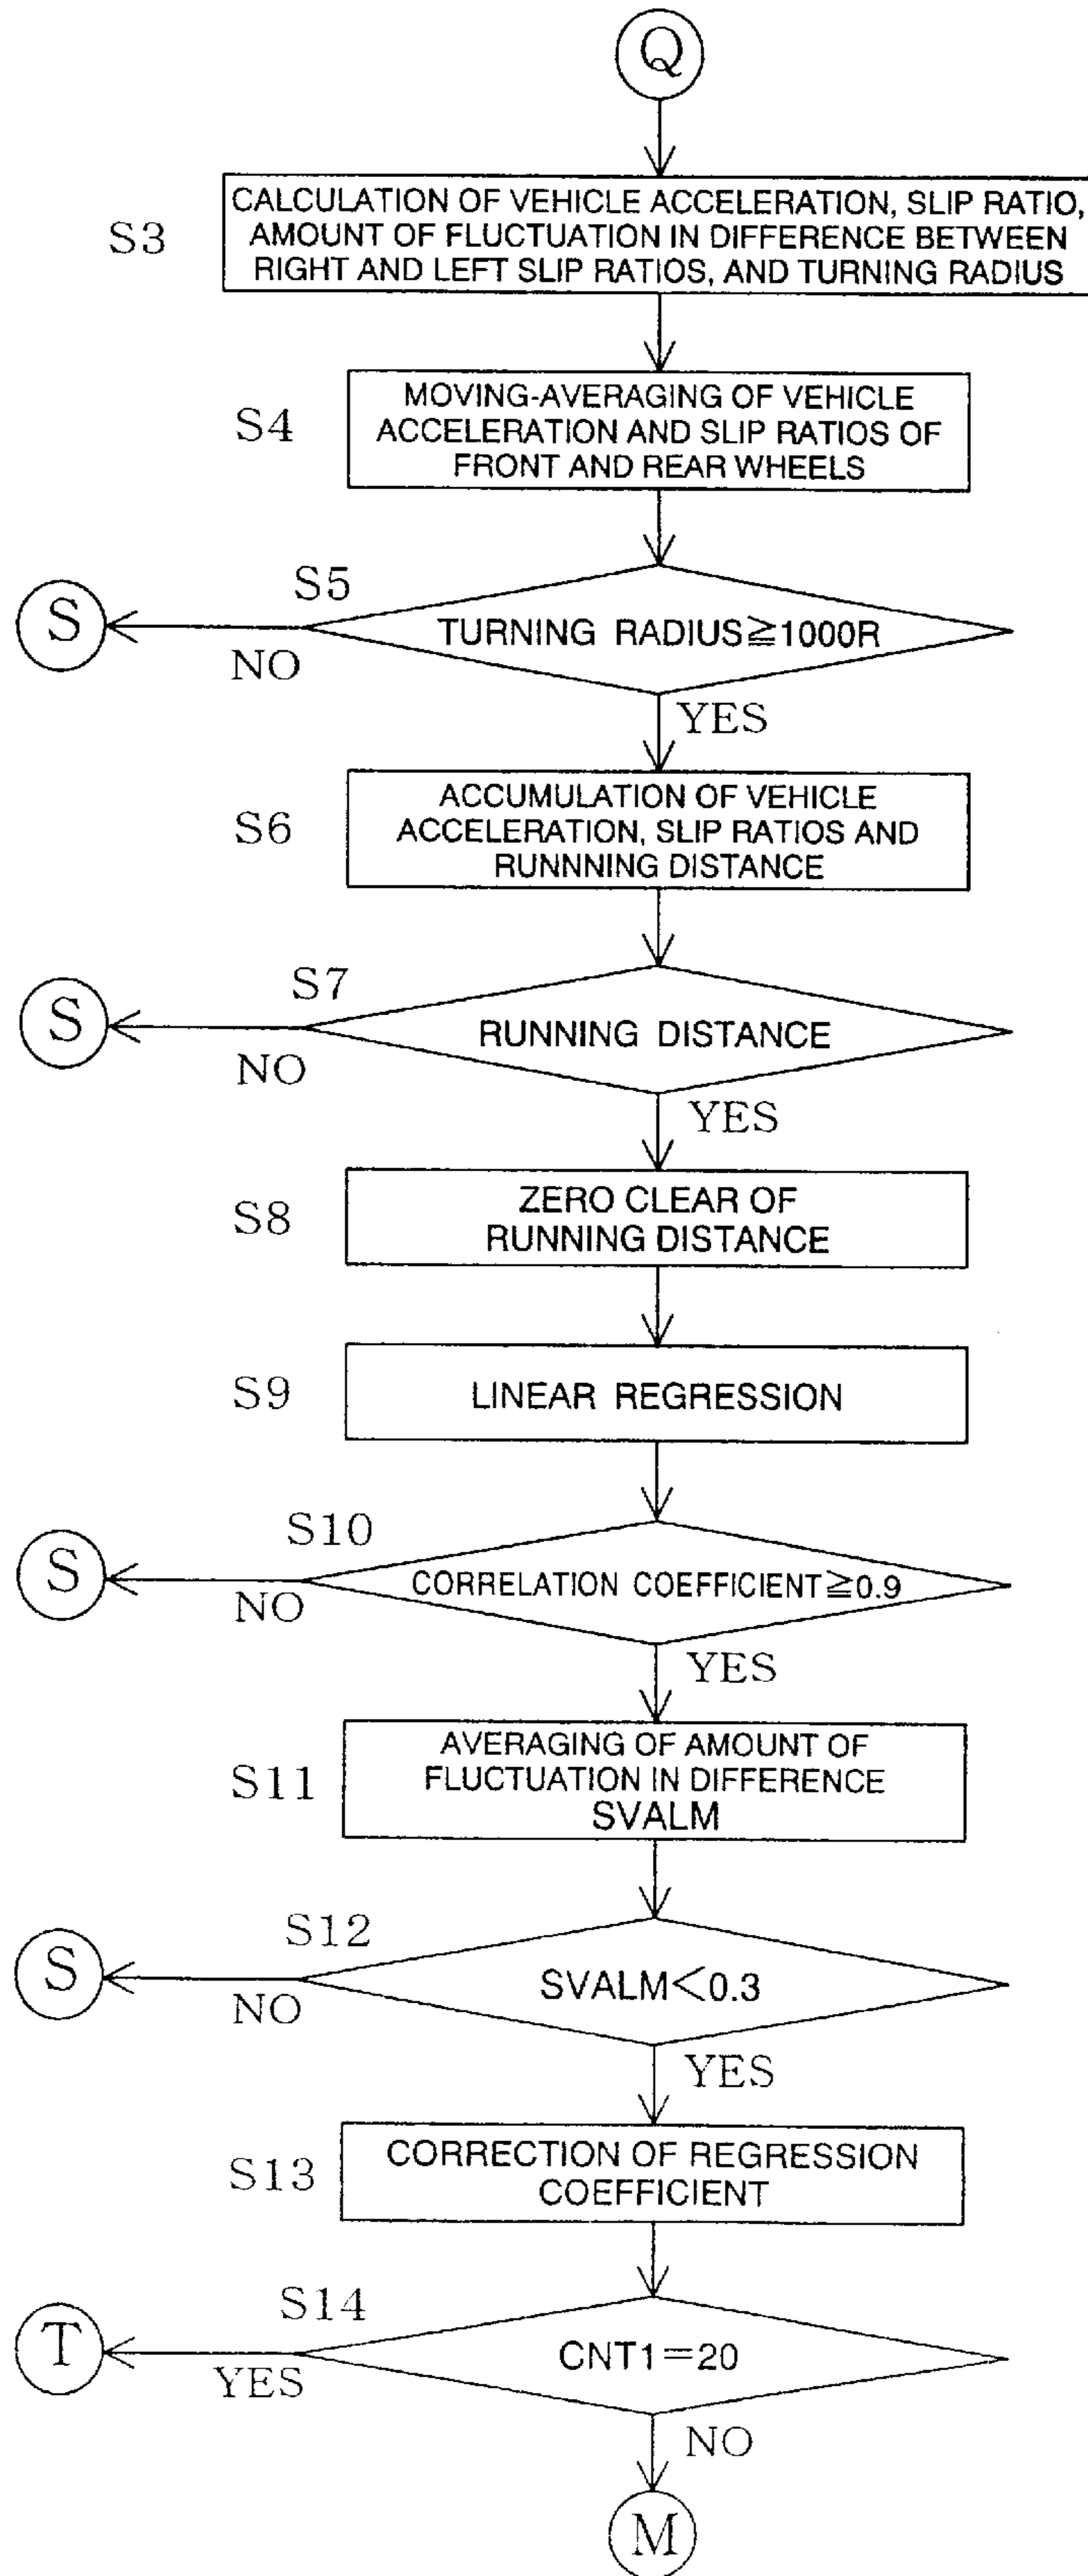 Q
S3
CALCULATION OF VEHICLE ACCELERATION, SLIP RATIO,
AMOUNT OF FLUCTUATION IN DIFFERENCE BETWEEN
RIGHT AND LEFT SLIP RATIOS, AND TURNING RADIUS
S4
MOVING-AVERAGING OF VEHICLE
ACCELERATION AND SLIP RATIOS OF
FRONT AND REAR WHEELS
S5
S
TURNING RADIUS≧1000R
NO
YES
S6
ACCUMULATION OF VEHICLE
ACCELERATION, SLIP RATIOS AND
RUNNNING DISTANCE
S7
S
RUNNING DISTANCE
NO
YES
S8
ZERO CLEAR OF
RUNNING DISTANCE
S9
LINEAR REGRESSION
S10
S
CORRELATION COEFFICIENT≧0.9
NO
YES
S11
AVERAGING OF AMOUNT OF
FLUCTUATION IN DIFFERENCE
SVALM
S12
S
SVALM<0.3
NO
YES
S13
CORRECTION OF REGRESSION
COEFFICIENT
S14
T
CNT1=20
YES
NO
M